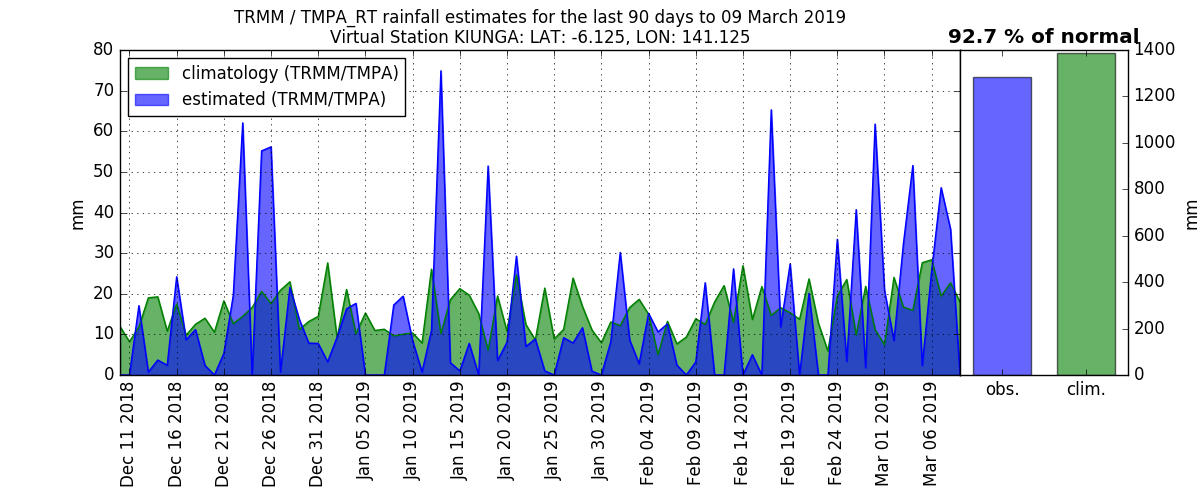 TRMM / TMPA_RT rainfall estimates for the last 90 days to 09 March 2019
Virtual Station KIUNGA: LAT: -6.125, LON: 141.125
92.7 % of normal
climatology (TRMM/TMPA)
estimated (TRMM/TMPA)
mm
80
70
60
50
40
30
20
10
0
Dec 11 2018
Dec 16 2018
Dec 21 2018
Dec 26 2018
Dec 31 2018
Jan 05 2019
Jan 10 2019
Jan 15 2019
Jan 20 2019
Jan 25 2019
Jan 30 2019
Feb 04 2019
Feb 09 2019
Feb 14 2019
Feb 19 2019
Feb 24 2019
Mar 01 2019
Mar 06 2019
obs.
clim.
1400
1200
1000
800
600
400
200
0
mm